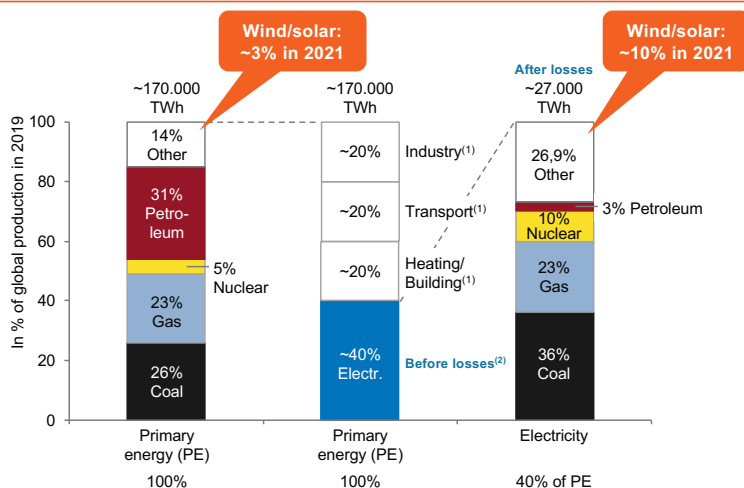 Wind/solar:
~3% in 2021
Wind/solar:
~10% in 2021
~170.000
TWh
~170.000
TWh
After losses
~27.000
TWh
In % of global production in 2019
100
80
60
40
20
0
14%
Other
31%
Petro-
leum
5%
Nuclear
23%
Gas
26%
Coal
~20%
Industry(1)
~20%
Transport(1)
~20%
Heating/
Building(1)
~40%
Electr.
Before losses(2)
26,9%
Other
3% Petroleum
10%
Nuclear
23%
Gas
36%
Coal
Primary
energy (PE)
100%
Primary
energy (PE)
100%
Electricity
40% of PE